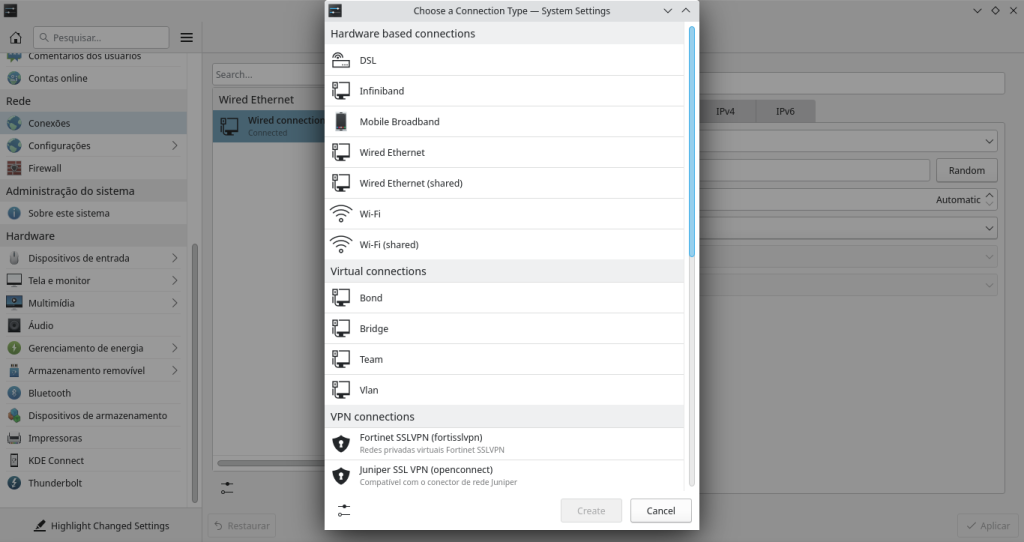 Choose a Connection Type — System Settings
Pesquisar...
Comentários dos usuários
Contas online
Rede
Conexões
Configurações
Firewall
Administração do sistema
Sobre este sistema
Hardware
Dispositivos de entrada
Tela e monitor
Multimídia
Áudio
Gerenciamento de energia
Armazenamento removível
Bluetooth
Dispositivos de armazenamento
Impressoras
KDE Connect
Thunderbolt
Highlight Changed Settings
Search...
Wired Ethernet
Wired connection
Connected
Restaurar
Hardware based connections
DSL
Infiniband
Mobile Broadband
Wired Ethernet
Wired Ethernet (shared)
Wi-Fi
Wi-Fi (shared)
Virtual connections
Bond
Bridge
Team
Vlan
VPN connections
Fortinet SSLVPN (fortisslvpn)
Redes privadas virtuais Fortinet SSLVPN
Juniper SSL VPN (openconnect)
Compatível com o conector de rede Juniper
Create
Cancel
IPv4
IPv6
Random
Automatic
Aplicar